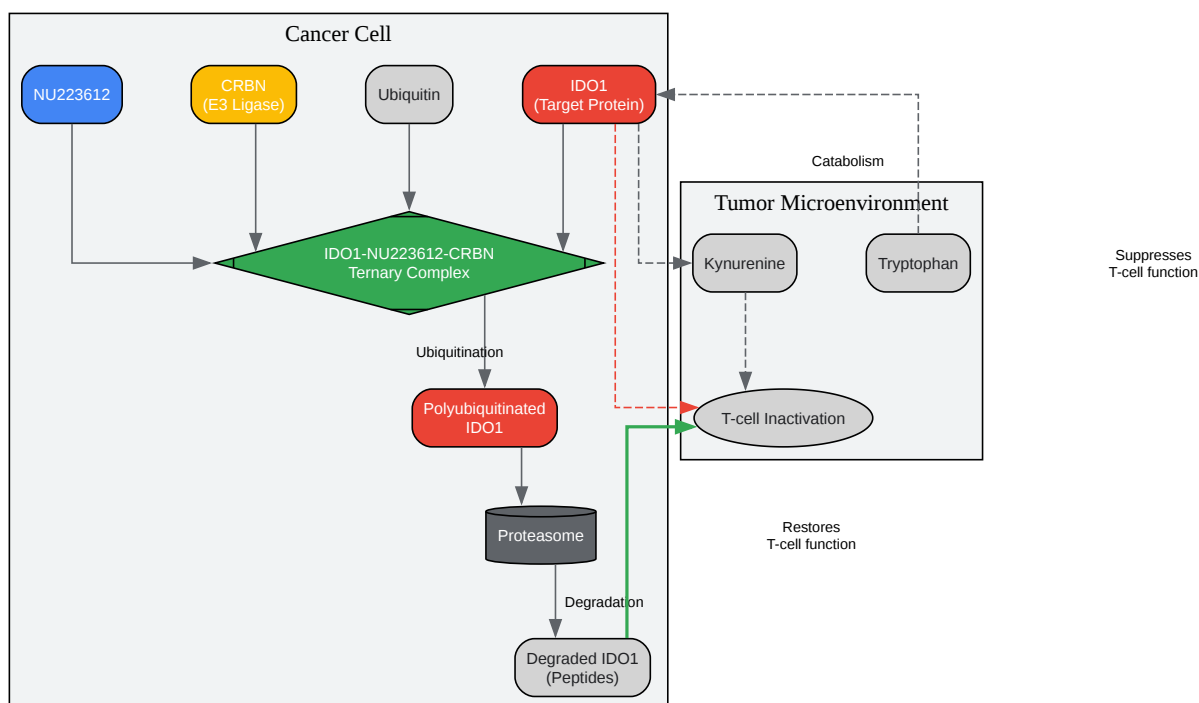 Cancer Cell
NU223612
CRBN
(E3 Ligase)
Ubiquitin
IDO1
(Target Protein)
Catabolism
Tumor Microenvironment
IDO1-NU223612-CRBN
Ternary Complex
Kynurenine
Tryptophan
Suppresses
T-cell function
Ubiquitination
Polyubiquitinated
IDO1
T-cell Inactivation
Proteasome
Restores
T-cell function
Degradation
Degraded IDO1
(Peptides)